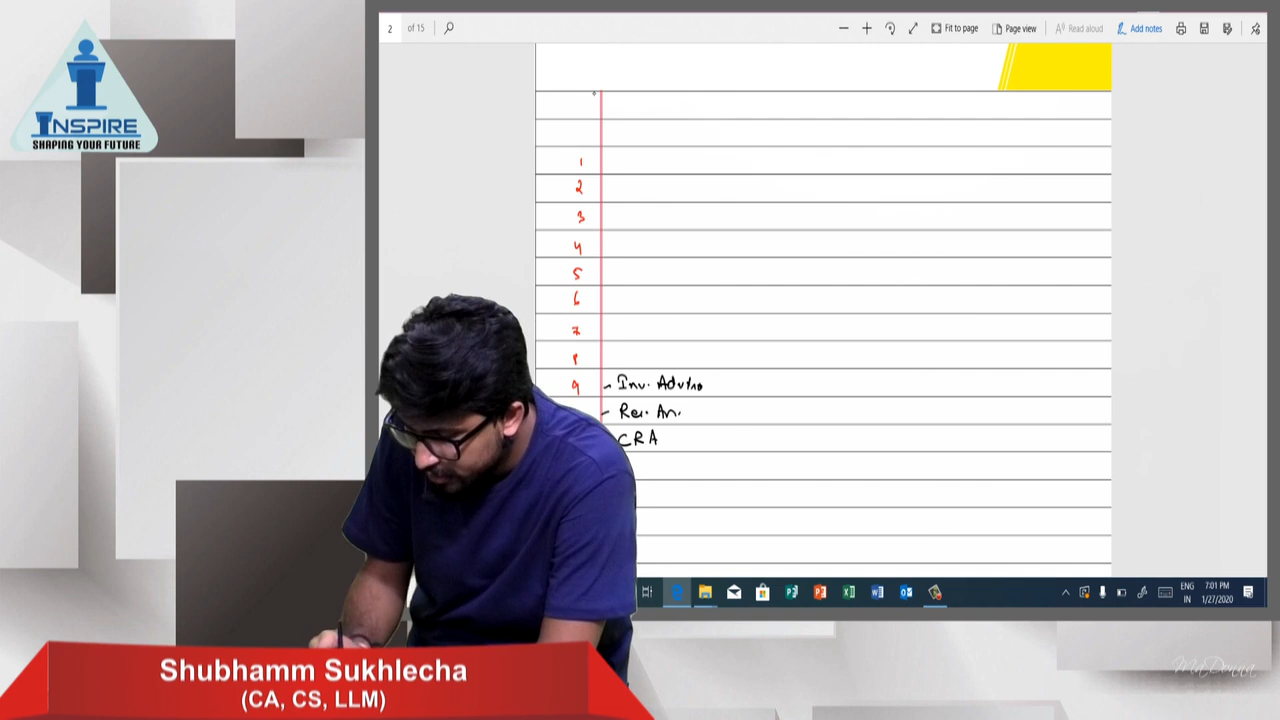 INSPIRE
SHAPING YOUR FUTURE
2 of 15
Fit to page
Page view
Read aloud
Add notes
1
2
3
4
5
6
7
8
9 - Inv.
- An.
CRA
ENG
IN
7:01 PM
1/27/2020
Shubhamm Sukhlecha
(CA, CS, LLM)
MaDonna